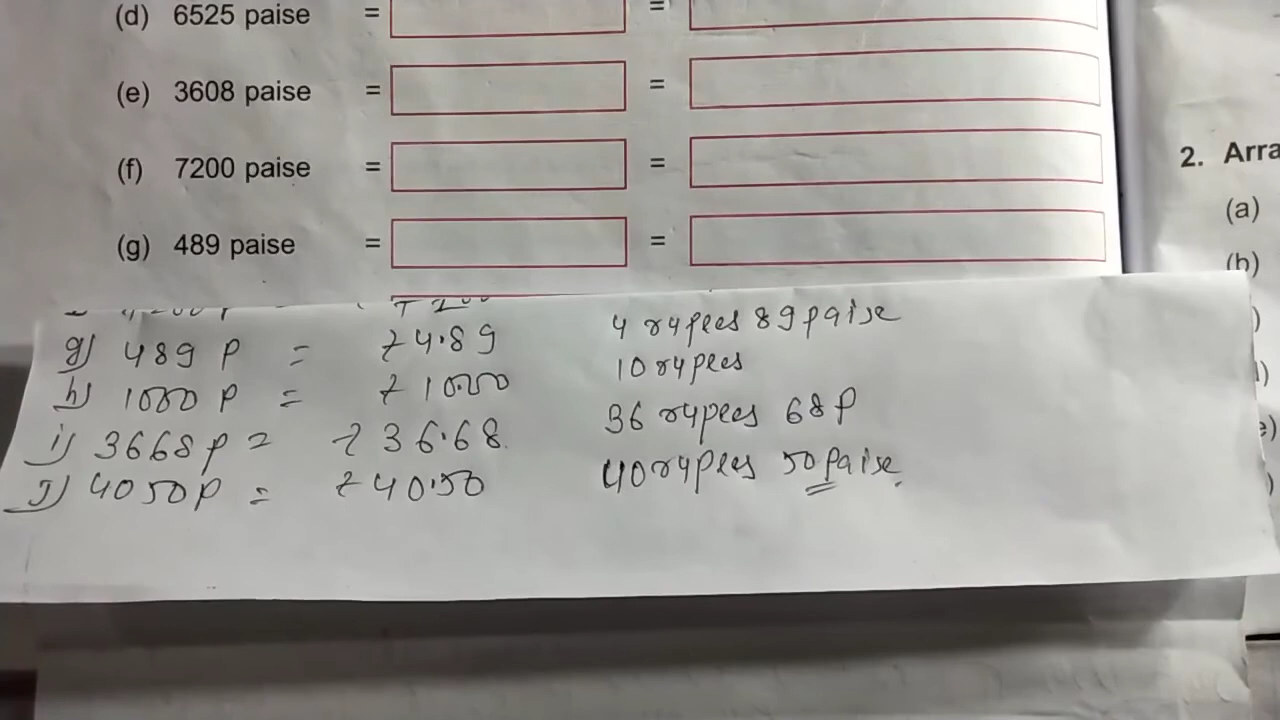 (d) 6525 paise = =
(e) 3608 paise = =
(f) 7200 paise = =
(g) 489 paise = =
2. Arra
(a)
(b)
g) 489 P = ₹4.89 4 rupees 89 paise
h) 1000 P = ₹10.00 10 rupees
i) 3668 P = ₹36.68 36 rupees 68 P
J) 4050 P = ₹40.50 40 rupees 50 paise.